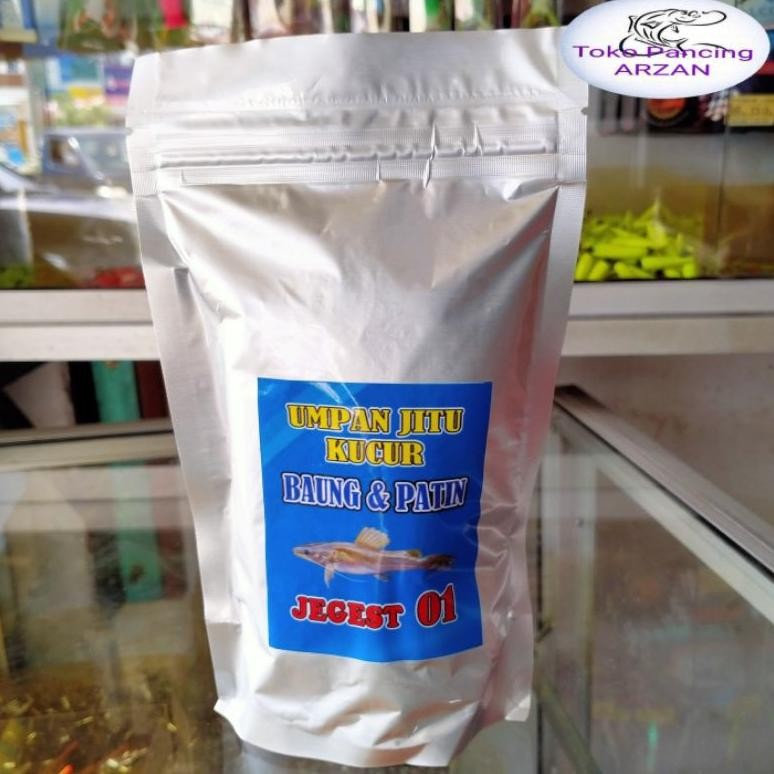 Toko Pancing
ARZAN
UMPAN JITU
KUCUR
BAUNG & PATIN
JEGEST 01